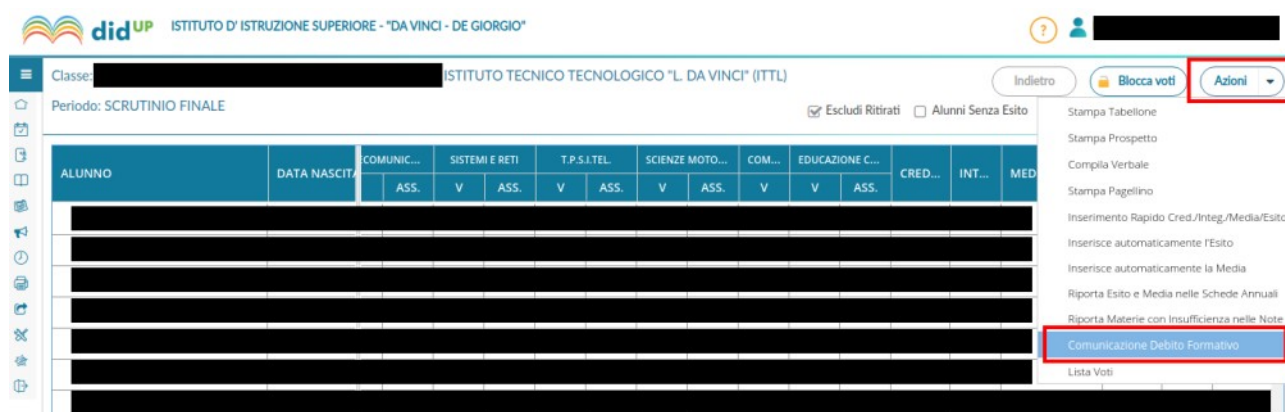 didUP ISTITUTO D' ISTRUZIONE SUPERIORE - "DA VINCI - DE GIORGIO"
?
Classe: ISTITUTO TECNICO TECNOLOGICO "L. DA VINCI" (ITTL)
Indietro Blocca voti Azioni
Periodo: SCRUTINIO FINALE
Escludi Ritirati Alunni Senza Esito
ALUNNO DATA NASCITA COMUNIC... SISTEMI E RETI T.P.S.I.TEL. SCIENZE MOTO... COM... EDUCAZIONE C... CRED... INT... MED
ASS. V ASS. V ASS. V ASS. V V ASS.
Stampa Tabellone
Stampa Prospetto
Compila Verbale
Stampa Pagellino
Inserimento Rapido Cred./Integ./Media/Esito
Inserisce automaticamente l'Esito
Inserisce automaticamente la Media
Riporta Esito e Media nelle Schede Annuali
Riporta Materie con Insufficienza nelle Note
Comunicazione Debito Formativo
Lista Voti